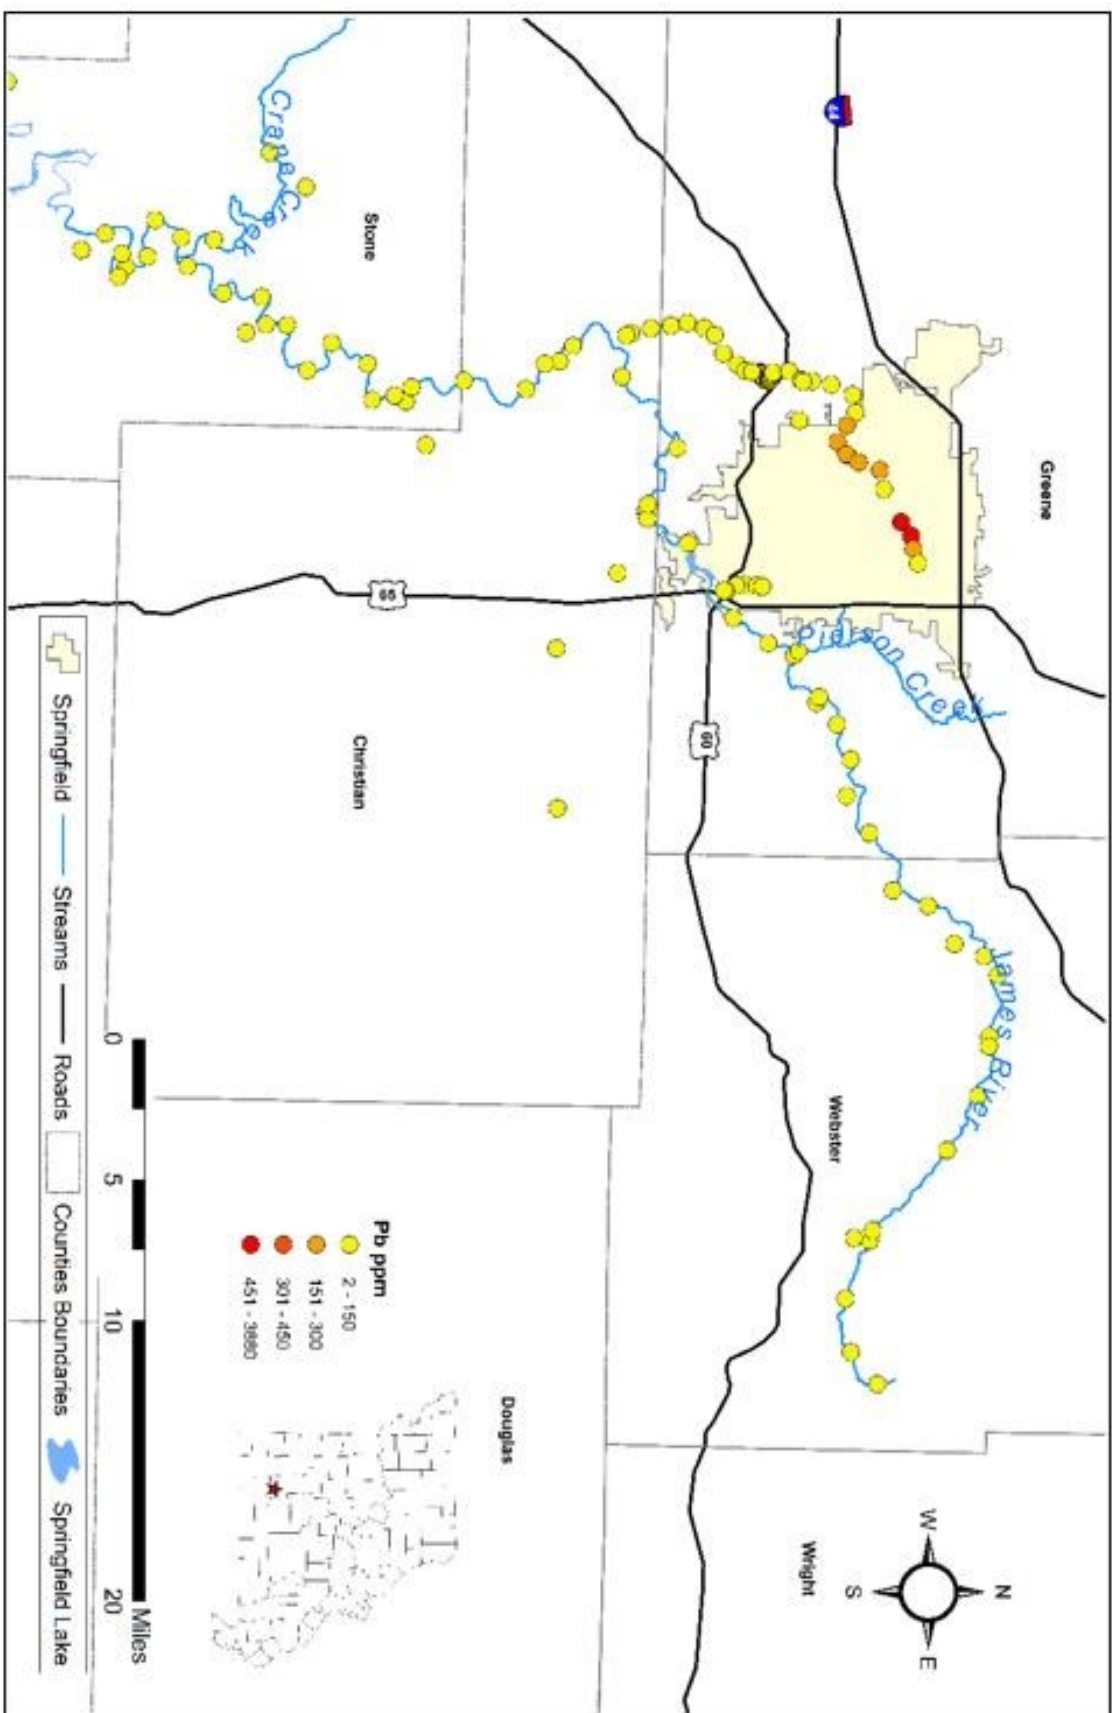 44
Greene
Stone
Crane Creek
Pierson Creek
James River
65
60
Webster
Christian
Douglas
Wright
N
W
E
S
Pb ppm
2 - 150
151 - 300
301 - 450
451 - 3880
0 5 10 20
Miles
Springfield Streams Roads Counties Boundaries Springfield Lake